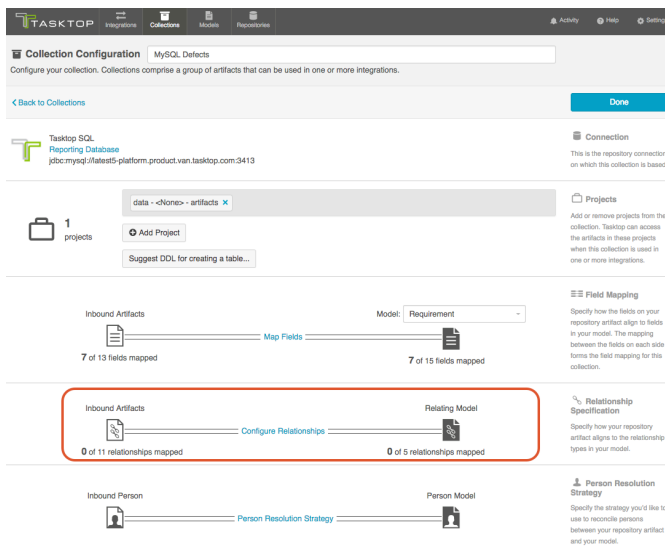 TASKTOP Integrations Collections Models Repositories Activity Help Setting
Collection Configuration MySQL Defects
Configure your collection. Collections comprise a group of artifacts that can be used in one or more integrations.
Back to Collections Done
Tasktop SQL
Reporting Database
jdbc:mysql://latest5-platform.product.van.tasktop.com:3413
Connection
This is the repository connection
on which this collection is based
1
projects
data - <None> - artifacts ×
Add Project
Suggest DDL for creating a table...
Projects
Add or remove projects from the
collection. Tasktop can access
the artifacts in these projects
when this collection is used in
one or more integrations.
Inbound Artifacts Model: Requirement
Map Fields
7 of 13 fields mapped 7 of 15 fields mapped
Field Mapping
Specify how the fields on your
repository artifact align to fields
in your model. The mapping
between the fields on each side
forms the field mapping for this
collection.
Inbound Artifacts Relating Model
Configure Relationships
0 of 11 relationships mapped 0 of 5 relationships mapped
Relationship
Specification
Specify how your repository
artifact aligns to the relationship
types in your model.
Inbound Person Person Model
Person Resolution Strategy
Person Resolution
Strategy
Specify the strategy you'd like to
use to reconcile persons
between your repository artifact
and your model.